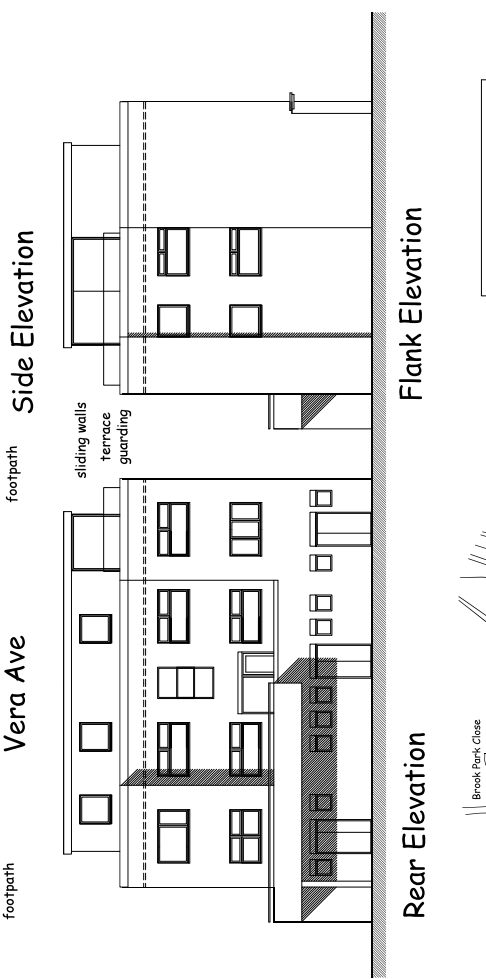 footpath
Vera Ave
footpath
Side Elevation
sliding walls
terrace
guarding
Rear Elevation
Flank Elevation
Brook Park Close